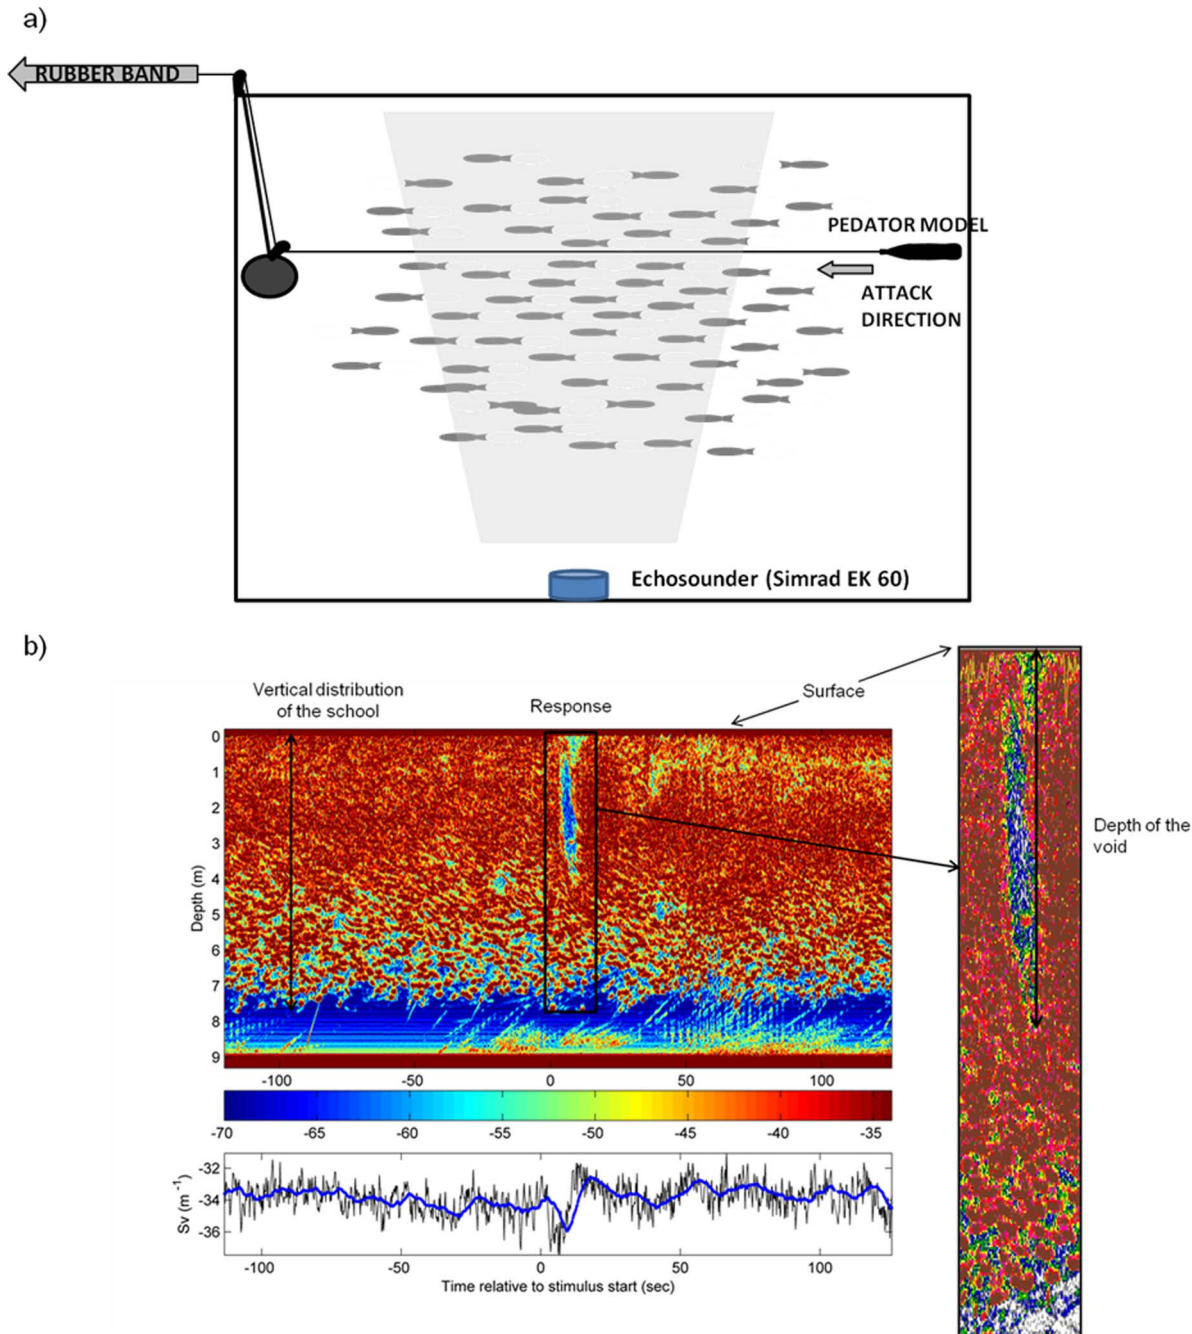 a)
RUBBER BAND
PEDATOR MODEL
ATTACK
DIRECTION
Echosounder (Simrad EK 60)
b)
Vertical distribution
of the school
Response
Surface
Depth of the
void
Depth (m)
0
1
2
3
4
5
6
7
8
9
-100 -50 0 50 100
-70 -65 -60 -55 -50 -45 -40 -35
Sv (m⁻¹)
-32
-34
-36
-100 -50 0 50 100
Time relative to stimulus start (sec)